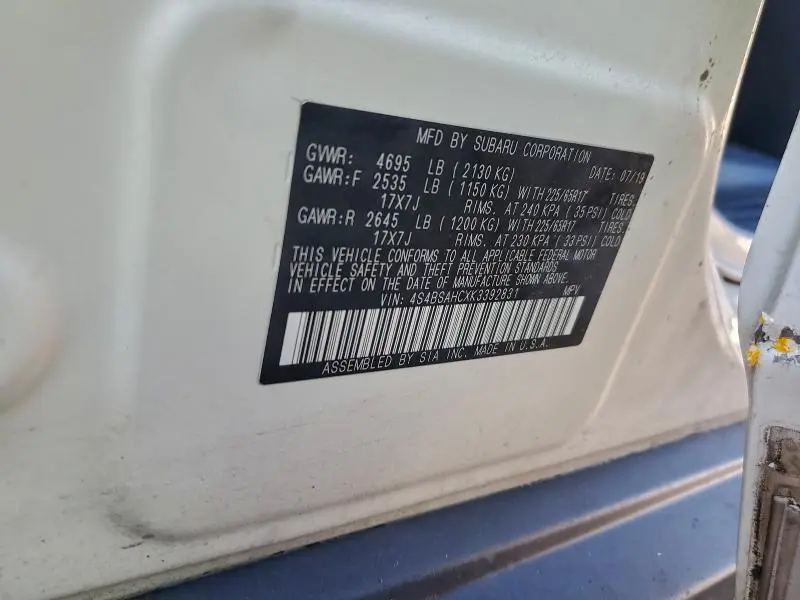 MFD BY SUBARU CORPORATION
GVWR: 4695 LB ( 2130 KG) DATE: 07/19
GAWR:F 2535 LB ( 1150 KG) WITH 225/65R17 TIRES,
17X7J RIMS, AT 240 KPA ( 35 PSI) COLD
GAWR:R 2645 LB ( 1200 KG) WITH 225/65R17 TIRES,
17X7J RIMS, AT 230 KPA ( 33 PSI) COLD
THIS VEHICLE CONFORMS TO ALL APPLICABLE FEDERAL MOTOR
VEHICLE SAFETY AND THEFT PREVENTION STANDARDS
IN EFFECT ON THE DATE OF MANUFACTURE SHOWN ABOVE.
VIN: 4S4BSAHCXK3392831 MPV
ASSEMBLED BY SIA INC. MADE IN U.S.A.